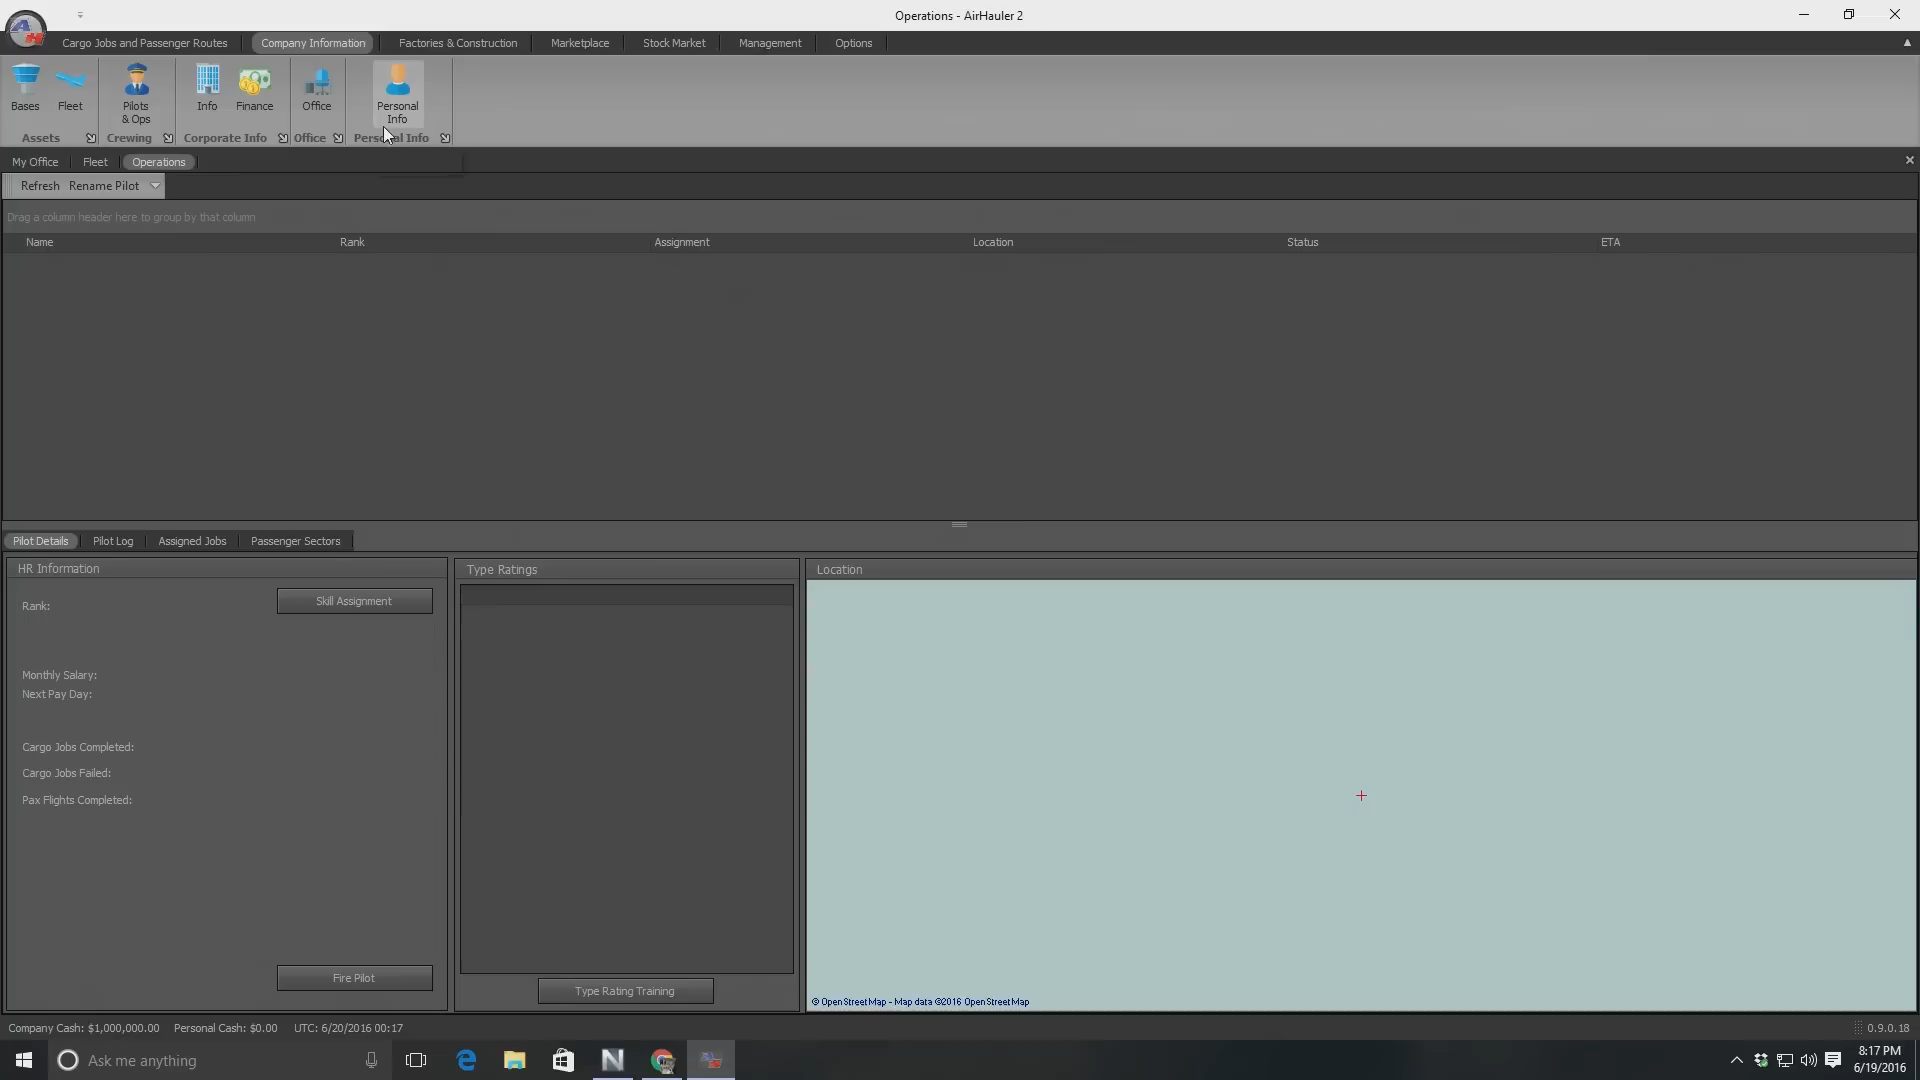 Operations - AirHauler 2
Cargo Jobs and Passenger Routes Company Information Factories & Construction Marketplace Stock Market Management Options
Bases Fleet Pilots & Ops Info Finance Office Personal Info
Assets Crewing Corporate Info Office Personal Info
My Office Fleet Operations
Refresh Rename Pilot
Drag a column header here to group by that column
Name Rank Assignment Location Status ETA
Pilot Details Pilot Log Assigned Jobs Passenger Sectors
HR Information Type Ratings Location
Rank: Skill Assignment
Monthly Salary:
Next Pay Day:
Cargo Jobs Completed:
Cargo Jobs Failed:
Pax Flights Completed:
Fire Pilot
Type Rating Training
© OpenStreetMap - Map data ©2016 OpenStreetMap
Company Cash: $1,000,000.00 Personal Cash: $0.00 UTC: 6/20/2016 00:17 0.9.0.18
Ask me anything
8:17 PM
6/19/2016